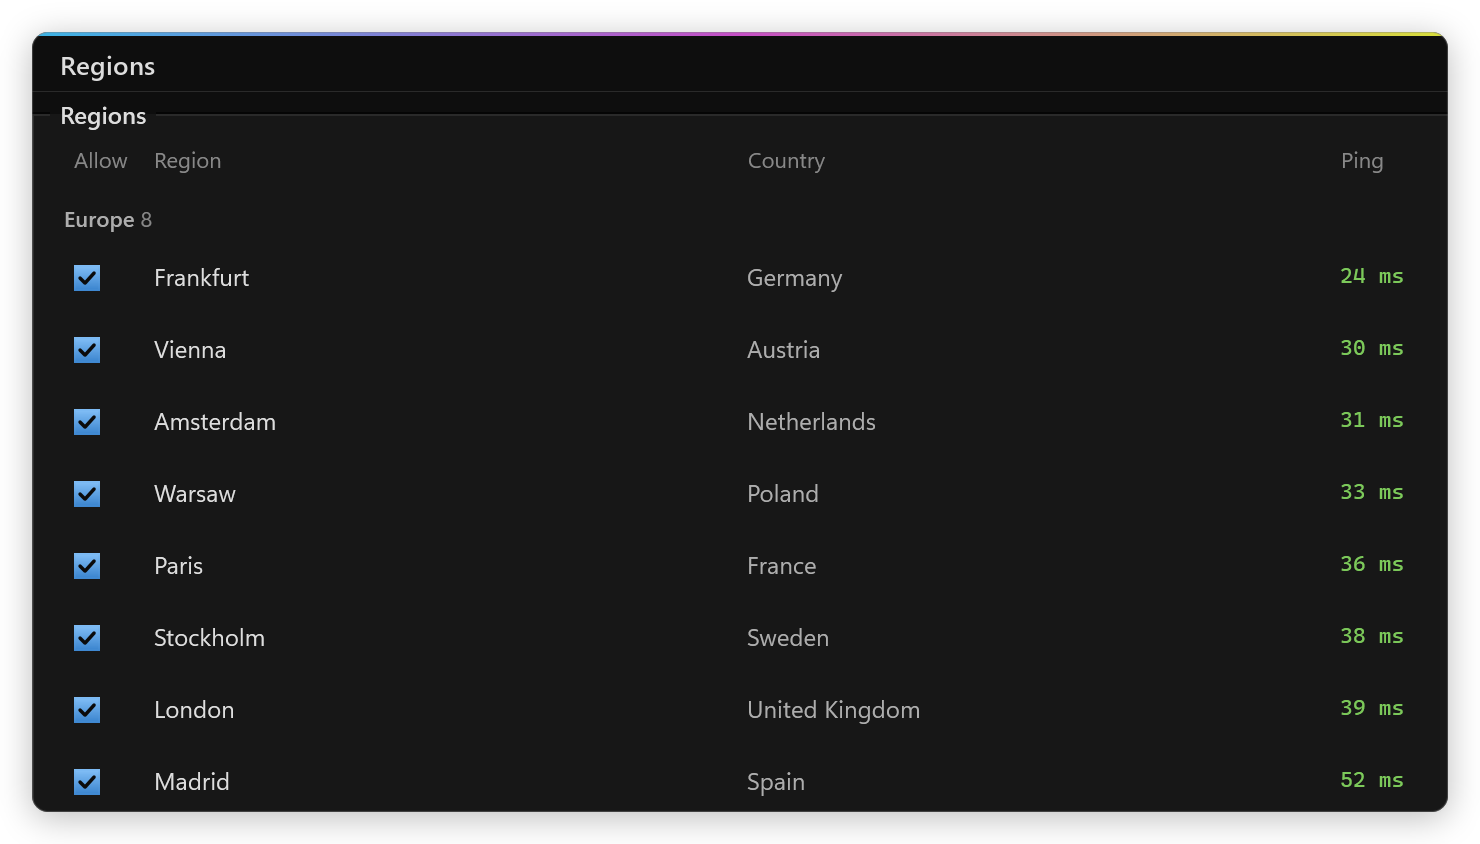 Regions
Regions
Allow Region Country Ping
Europe 8
Frankfurt Germany 24 ms
Vienna Austria 30 ms
Amsterdam Netherlands 31 ms
Warsaw Poland 33 ms
Paris France 36 ms
Stockholm Sweden 38 ms
London United Kingdom 39 ms
Madrid Spain 52 ms